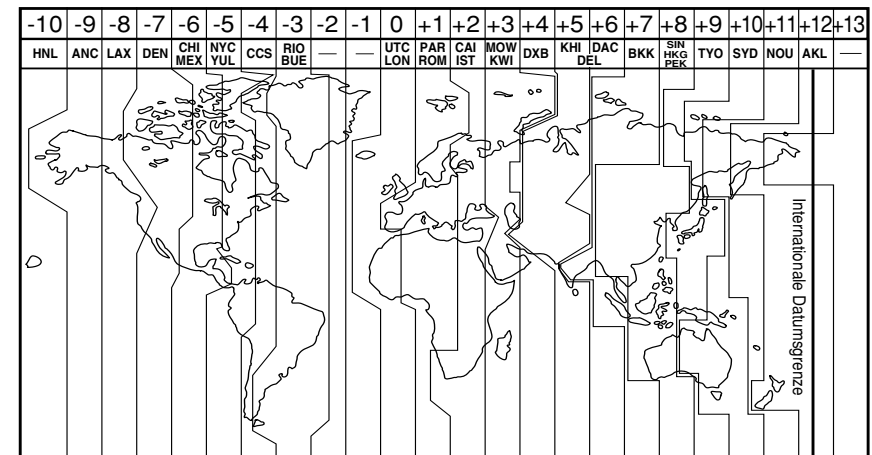 -10 -9 -8 -7 -6 -5 -4 -3 -2 -1 0 +1 +2 +3 +4 +5 +6 +7 +8 +9 +10 +11 +12 +13
HNL ANC LAX DEN CHI MEX NYC YUL CCS RIO BUE — — UTC LON PAR ROM CAI IST MOW KWI DXB KHI DEL DAC BKK SIN HKG PEK TYO SYD NOU AKL —
Internationale Datumsgrenze